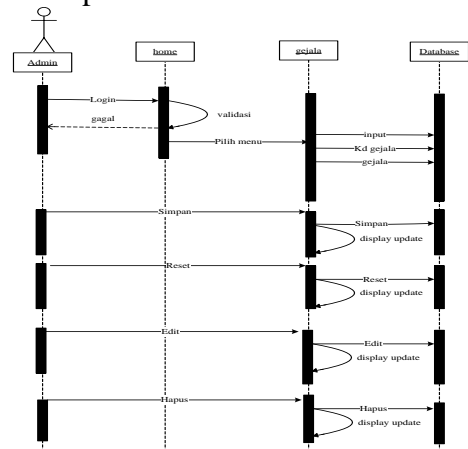 Admin
home
gejala
Database
Login
validasi
gagal
Pilih menu
input
Kd gejala
gejala
Simpan
Simpan
display update
Reset
Reset
display update
Edit
Edit
display update
Hapus
Hapus
display update